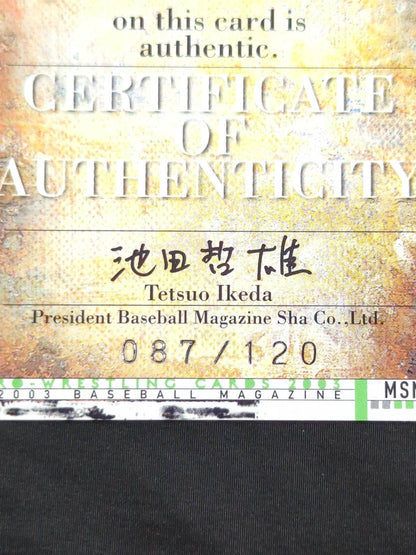 on this card is
authentic.
CERTIFICATE
OF
AUTHENTICITY
池田哲雄
Tetsuo Ikeda
President Baseball Magazine Sha Co.,Ltd.
087/120
RO-WRESTLING CARDS 2003
2003 BASEBALL MAGAZINE
MSM